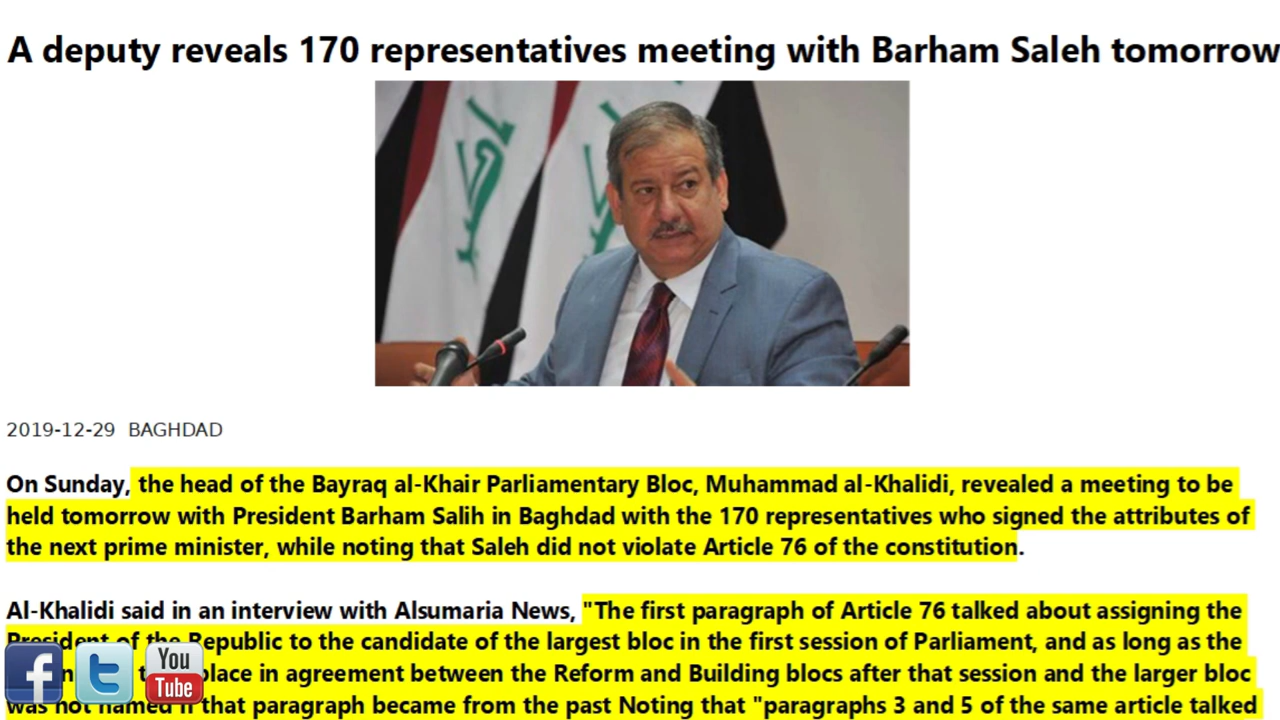 A deputy reveals 170 representatives meeting with Barham Saleh tomorrow
2019-12-29 BAGHDAD
On Sunday, the head of the Bayraq al-Khair Parliamentary Bloc, Muhammad al-Khalidi, revealed a meeting to be
held tomorrow with President Barham Salih in Baghdad with the 170 representatives who signed the attributes of
the next prime minister, while noting that Saleh did not violate Article 76 of the constitution.
Al-Khalidi said in an interview with Alsumaria News, "The first paragraph of Article 76 talked about assigning the
President of the Republic to the candidate of the largest bloc in the first session of Parliament, and as long as the
place in agreement between the Reform and Building blocs after that session and the larger bloc
was not named if that paragraph became from the past Noting that "paragraphs 3 and 5 of the same article talked
f
t
You
Tube